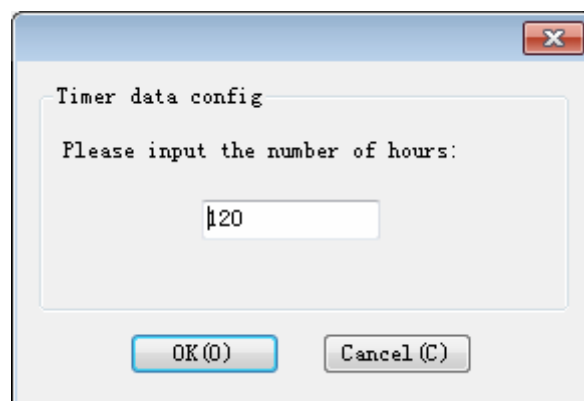 Timer data config
Please input the number of hours:
120
OK(O) Cancel(C)